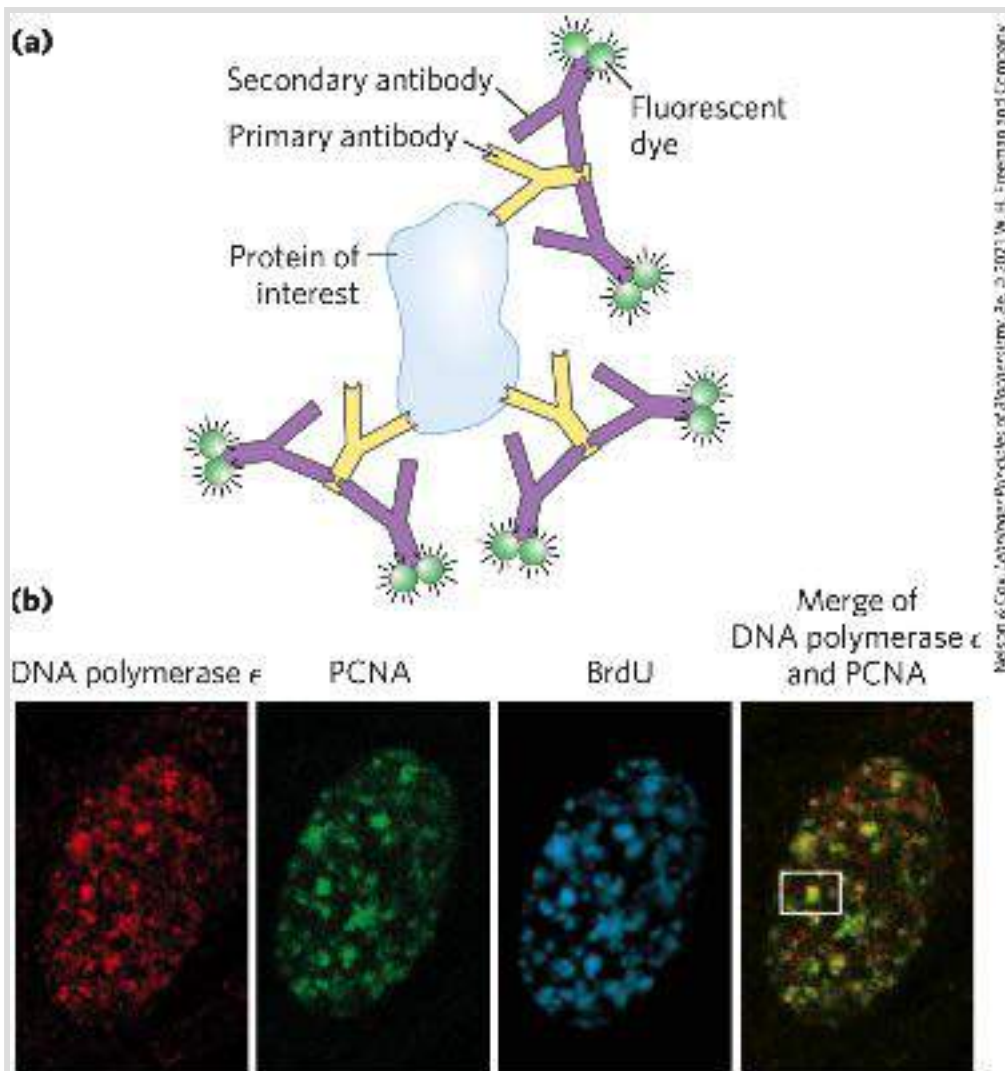 (a)
Secondary antibody
Fluorescent
dye
Primary antibody
Protein of
interest
(b)
DNA polymerase ε
PCNA
BrdU
Merge of
DNA polymerase ε
and PCNA